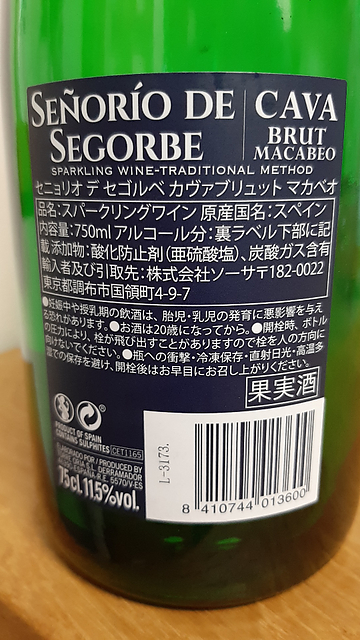 SEÑORÍO DE
SEGORBE
CAVA
BRUT
MACABEO
SPARKLING WINE-TRADITIONAL METHOD
セニョリオ デ セゴルベ カヴァブリュット マカベオ
品名:スパークリングワイン 原産国名:スペイン
内容量:750ml アルコール分:裏ラベル下部に記
載 添加物:酸化防止剤(亜硫酸塩)、炭酸ガス含有
輸入者及び引取先:株式会社ソーサ〒182-0022
東京都調布市国領町4-9-7
●妊娠中や授乳期の飲酒は、胎児・乳児の発育に悪影響を与え
る恐れがあります。●お酒は20歳になってから。●開栓時、ボトル
の圧力により、栓が飛び出すことがありますので栓を人の方向に
向けないでください。●瓶への衝撃・冷凍保存・直射日光・高温多
湿での保存を避け、開栓後はお早目にお召し上がりください。
果実酒
PRODUCT OF SPAIN
CONTAINS SULPHITES CET1165
ELABORADO POR / PRODUCED BY
DERRAMADOR
75cl. 11.5%vol.
L-3173.
8 410744 013600